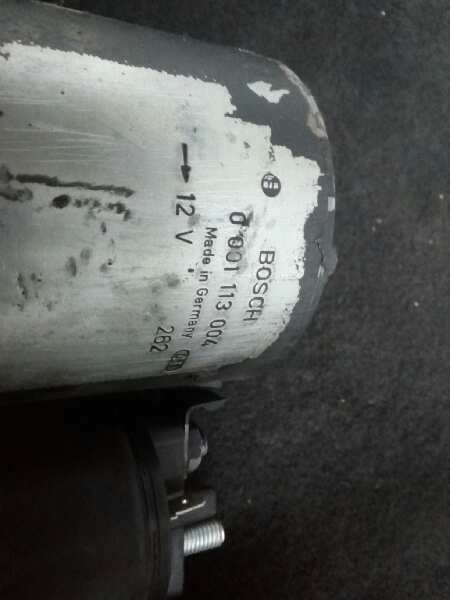 BOSCH
0 001 113 004
Made in Germany
→ 12 V
262